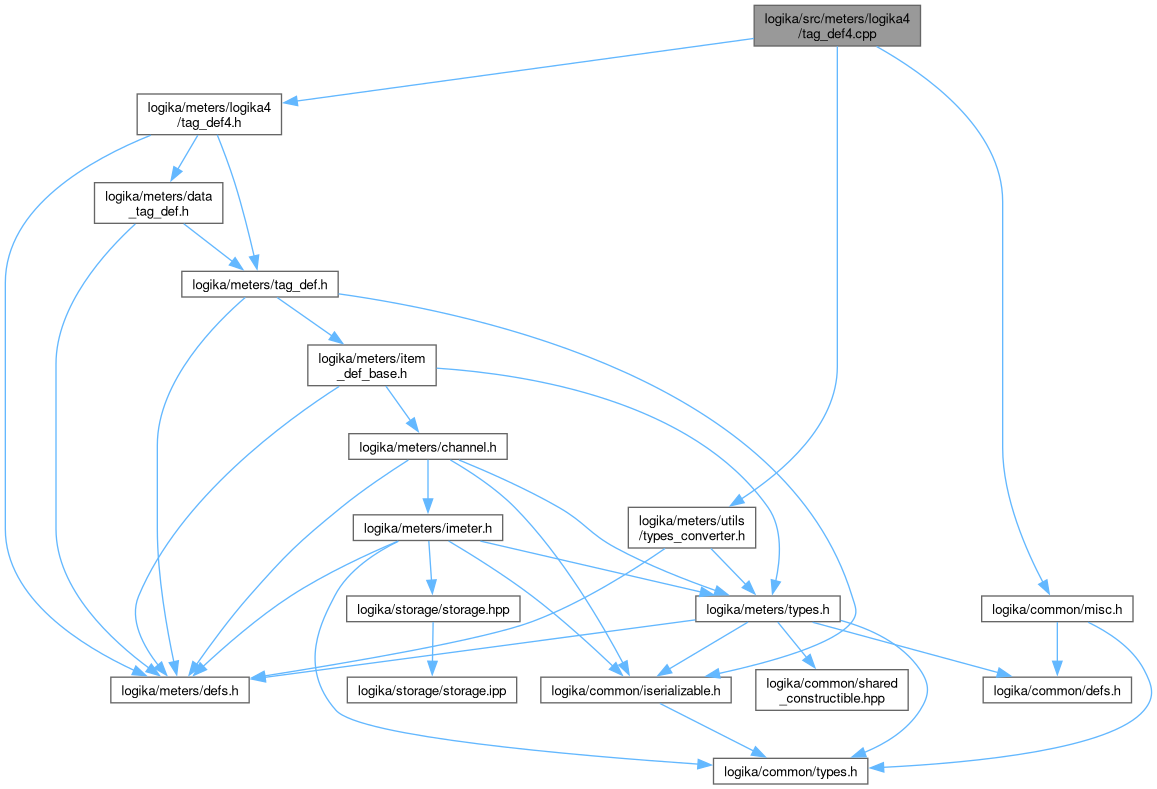 logika/src/meters/logika4
/tag_def4.cpp
logika/meters/logika4
/tag_def4.h
logika/meters/data
_tag_def.h
logika/meters/tag_def.h
logika/meters/item
_def_base.h
logika/meters/channel.h
logika/meters/imeter.h
logika/meters/utils
/types_converter.h
logika/storage/storage.hpp
logika/meters/types.h
logika/common/misc.h
logika/meters/defs.h
logika/storage/storage.ipp
logika/common/iserializable.h
logika/common/shared
_constructible.hpp
logika/common/defs.h
logika/common/types.h